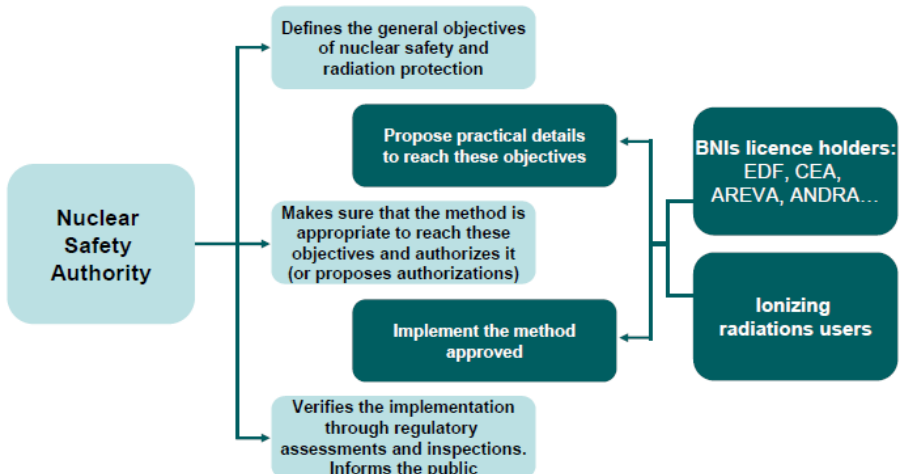 Defines the general objectives
of nuclear safety and
radiation protection
Propose practical details
to reach these objectives
BNIs licence holders:
EDF, CEA,
AREVA, ANDRA...
Nuclear
Safety
Authority
Makes sure that the method is
appropriate to reach these
objectives and authorizes it
(or proposes authorizations)
Implement the method
approved
Ionizing
radiations users
Verifies the implementation
through regulatory
assessments and inspections.
Informs the public